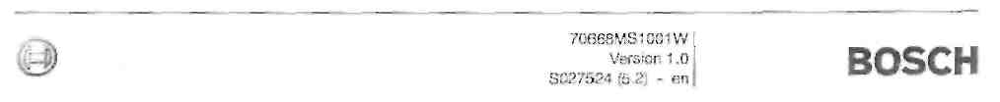 70668MS1001W
Version 1.0
S027524 (5.2) - en
BOSCH